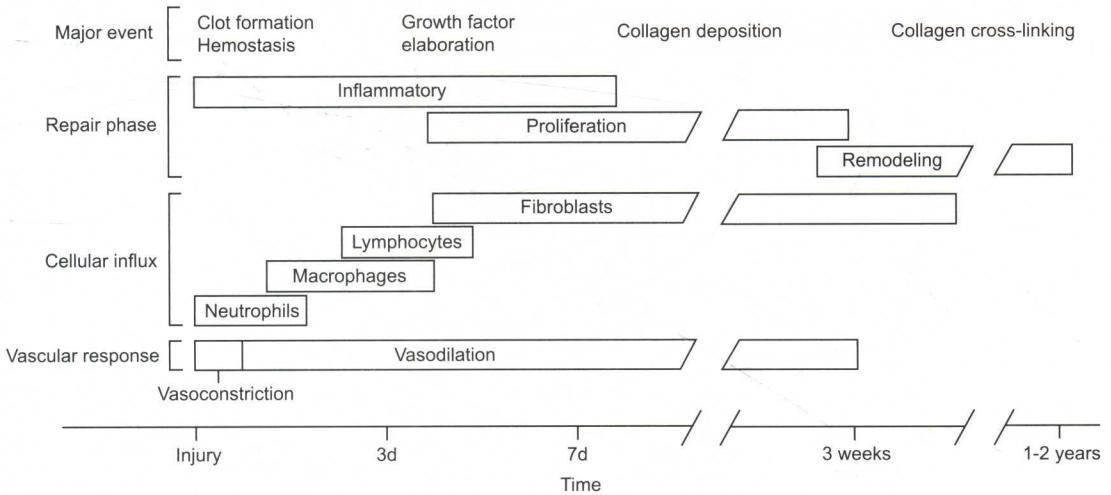 Major event
Clot formation
Hemostasis
Growth factor
elaboration
Collagen deposition
Collagen cross-linking
Repair phase
Inflammatory
Proliferation
Remodeling
Cellular influx
Fibroblasts
Lymphocytes
Macrophages
Neutrophils
Vascular response
Vasodilation
Vasoconstriction
Injury
3d
7d
3 weeks
1-2 years
Time